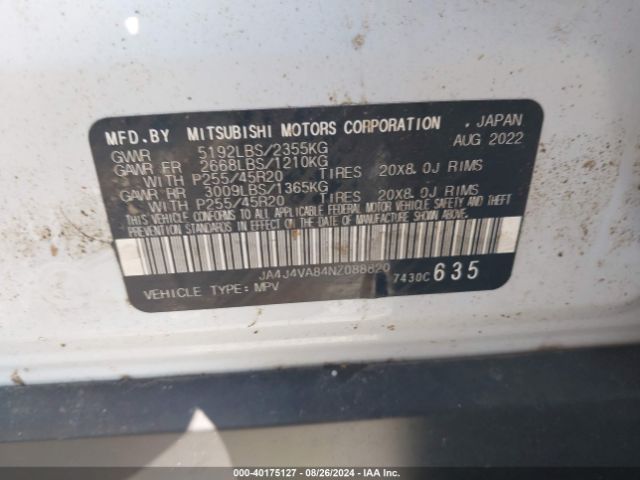 MFD.BY MITSUBISHI MOTORS CORPORATION , JAPAN
GVWR 5192LBS/2355KG AUG 2022
GAWR FR 2668LBS/1210KG
WITH P255/45R20 TIRES 20X8.0J RIMS
GAWR RR 3009LBS/1365KG
WITH P255/45R20 TIRES 20X8.0J RIMS
THIS VEHICLE CONFORMS TO ALL APPLICABLE FEDERAL MOTOR VEHICLE SAFETY AND THEFT
PREVENTION STANDARDS IN EFFECT ON THE DATE OF MANUFACTURE SHOWN ABOVE.
JA4J4VA84NZ088820
VEHICLE TYPE: MPV 7430C 635
000-40175127 - 08/26/2024 - IAA Inc.